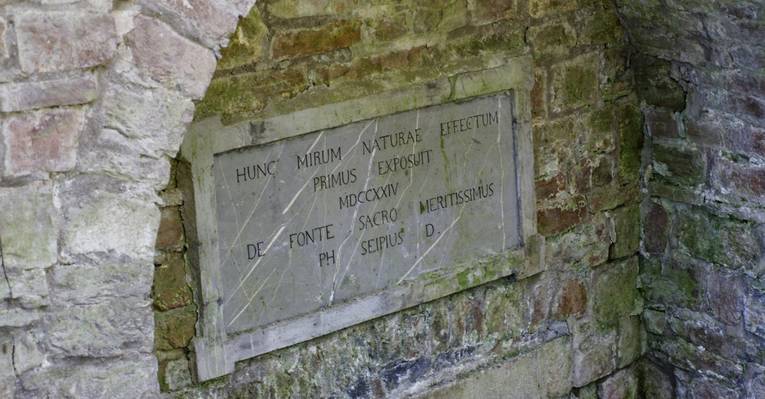 HUNC MIRUM NATURAE EFFECTUM
PRIMUS EXPOSUIT
MDCCXXIV
DE FONTE SACRO MERITISSIMUS
PH SEIPIUS D.